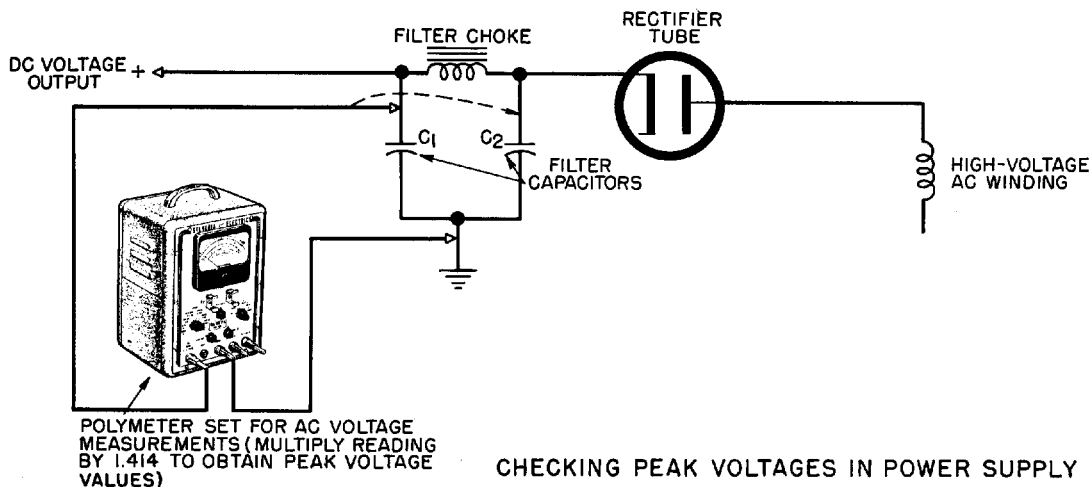 RECTIFIER
TUBE
FILTER CHOKE
DC VOLTAGE +
OUTPUT
C1
C2
FILTER
CAPACITORS
HIGH-VOLTAGE
AC WINDING
POLYMETER SET FOR AC VOLTAGE
MEASUREMENTS (MULTIPLY READING
BY 1.414 TO OBTAIN PEAK VOLTAGE
VALUES)
CHECKING PEAK VOLTAGES IN POWER SUPPLY